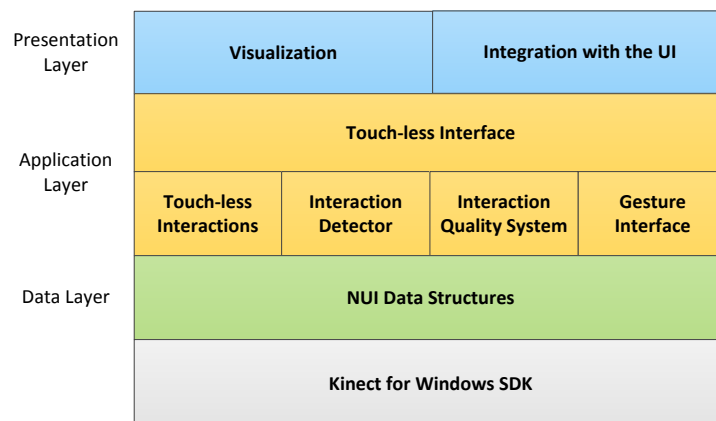 Presentation
Layer
Visualization
Integration with the UI
Touch-less Interface
Application
Layer
Touch-less
Interactions
Interaction
Detector
Interaction
Quality System
Gesture
Interface
Data Layer
NUI Data Structures
Kinect for Windows SDK